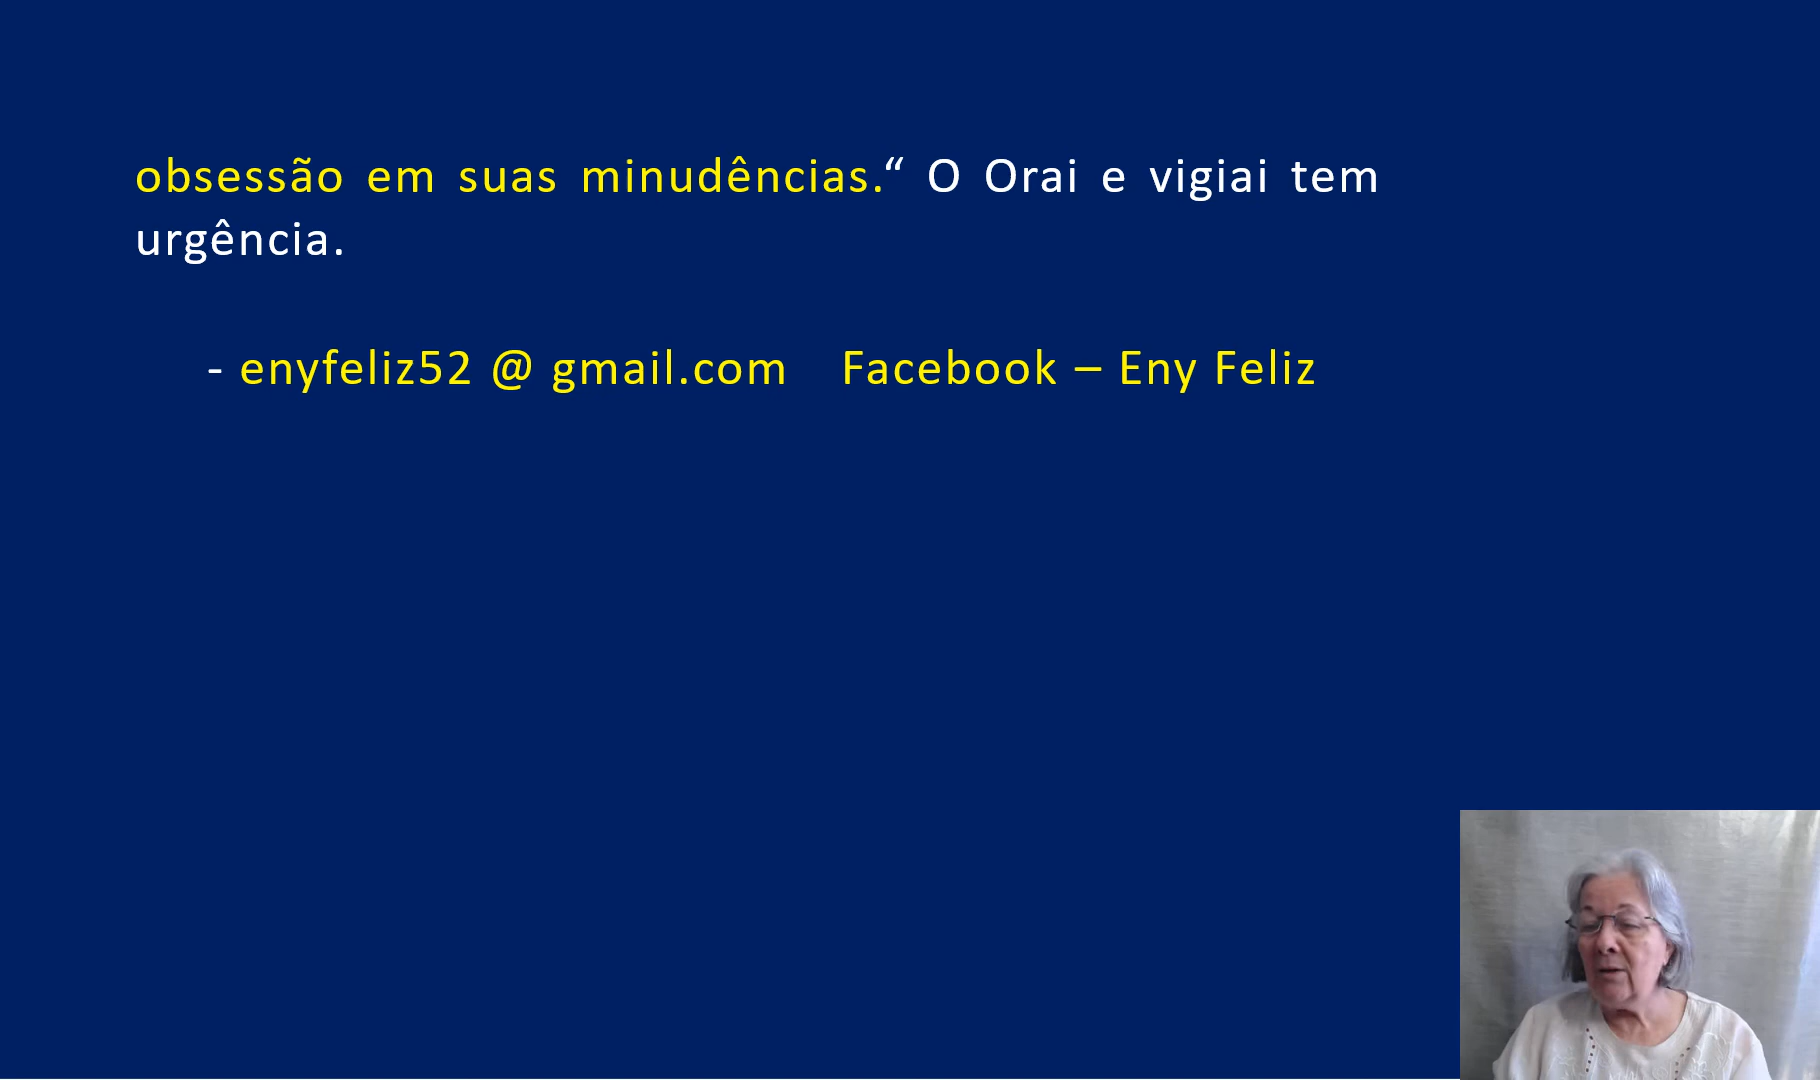 obsessão em suas minudências.“ O Orai e vigiai tem
urgência.
- enyfeliz52 @ gmail.com Facebook – Eny Feliz